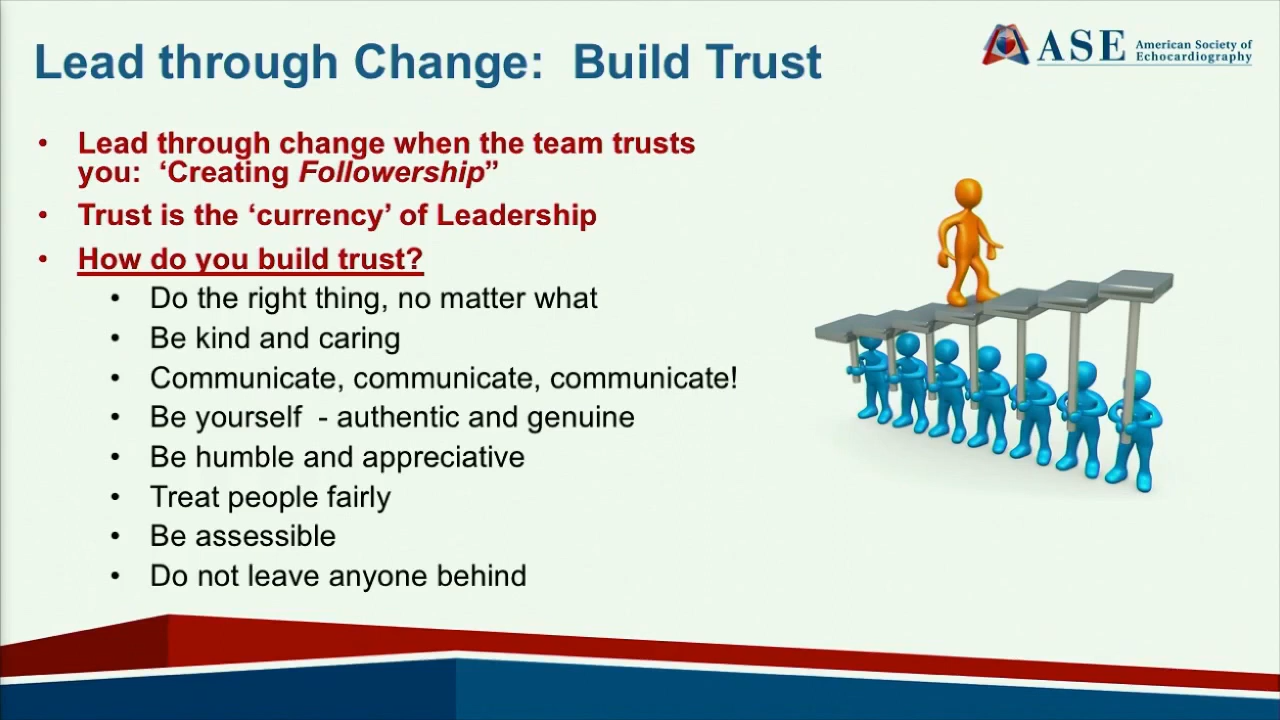 Lead through Change:  Build Trust
ASE American Society of
Echocardiography
• Lead through change when the team trusts
you:  ‘Creating Followership”
• Trust is the ‘currency’ of Leadership
• How do you build trust?
• Do the right thing, no matter what
• Be kind and caring
• Communicate, communicate, communicate!
• Be yourself  - authentic and genuine
• Be humble and appreciative
• Treat people fairly
• Be assessible
• Do not leave anyone behind